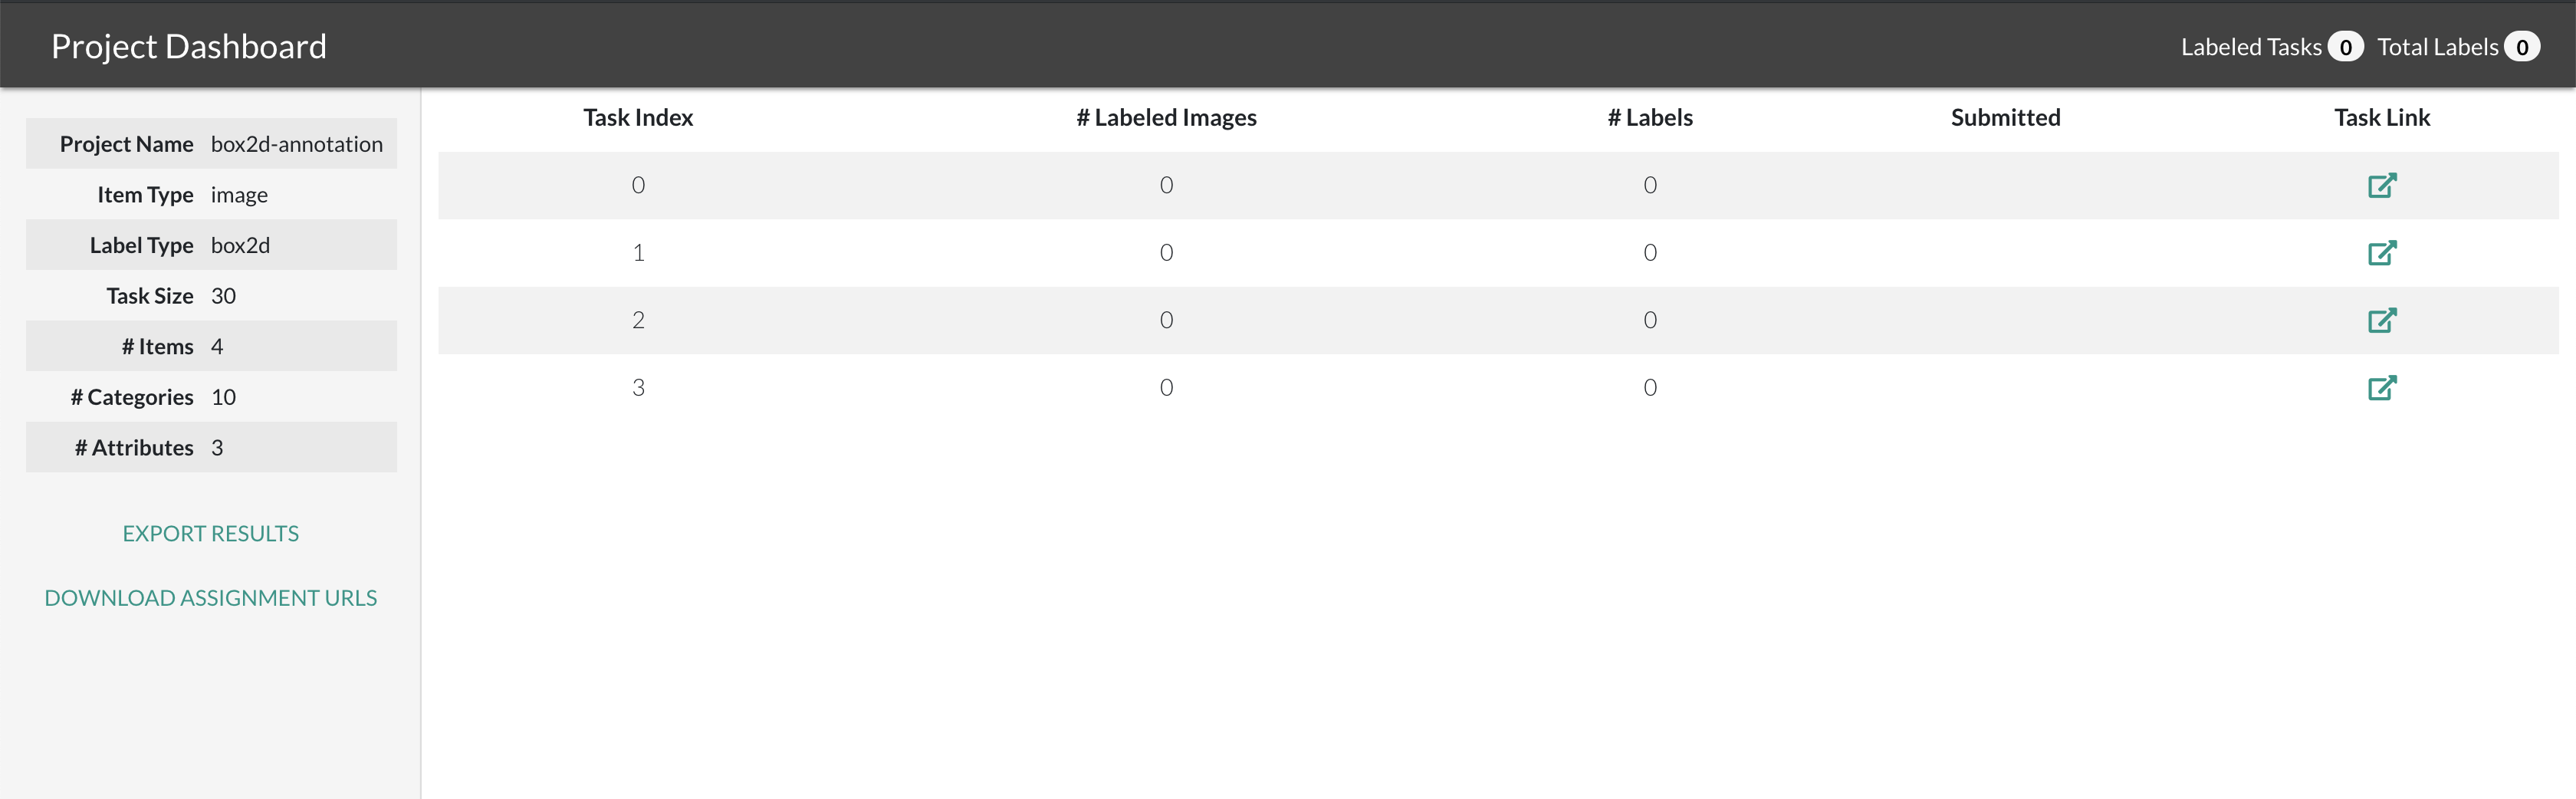 Project Dashboard
Labeled Tasks 0 Total Labels 0
Project Name box2d-annotation
Item Type image
Label Type box2d
Task Size 30
# Items 4
# Categories 10
# Attributes 3
EXPORT RESULTS
DOWNLOAD ASSIGNMENT URLS
Task Index # Labeled Images # Labels Submitted Task Link
0 0 0
1 0 0
2 0 0
3 0 0